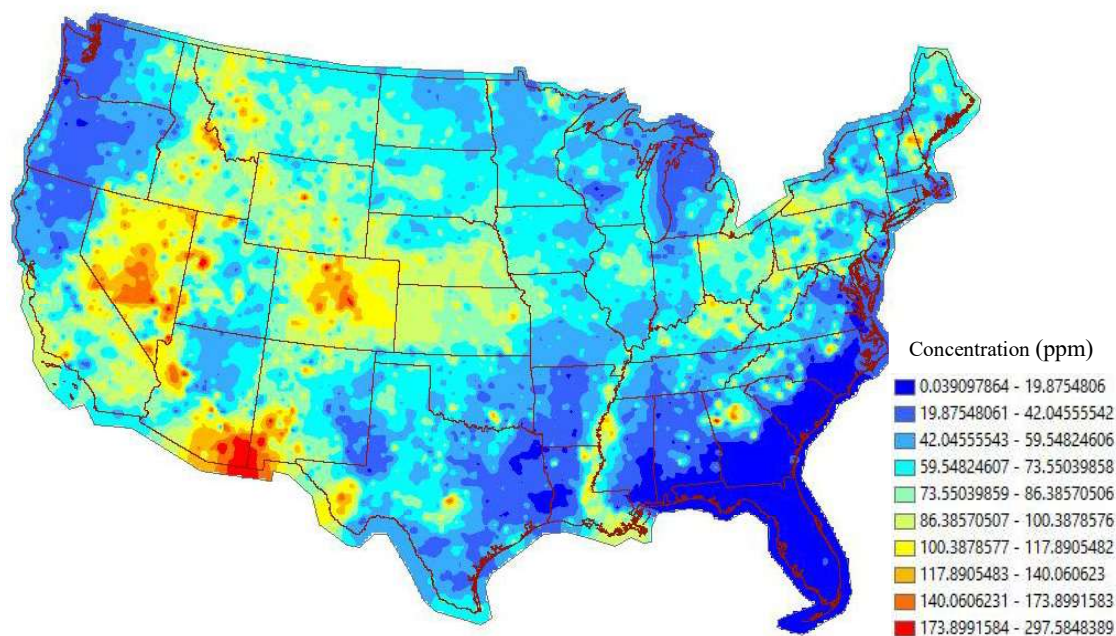 Concentration (ppm)
0.039097864 - 19.8754806
19.87548061 - 42.04555542
42.04555543 - 59.54824606
59.54824607 - 73.55039858
73.55039859 - 86.38570506
86.38570507 - 100.3878576
100.3878577 - 117.8905482
117.8905483 - 140.060623
140.0606231 - 173.8991583
173.8991584 - 297.5848389